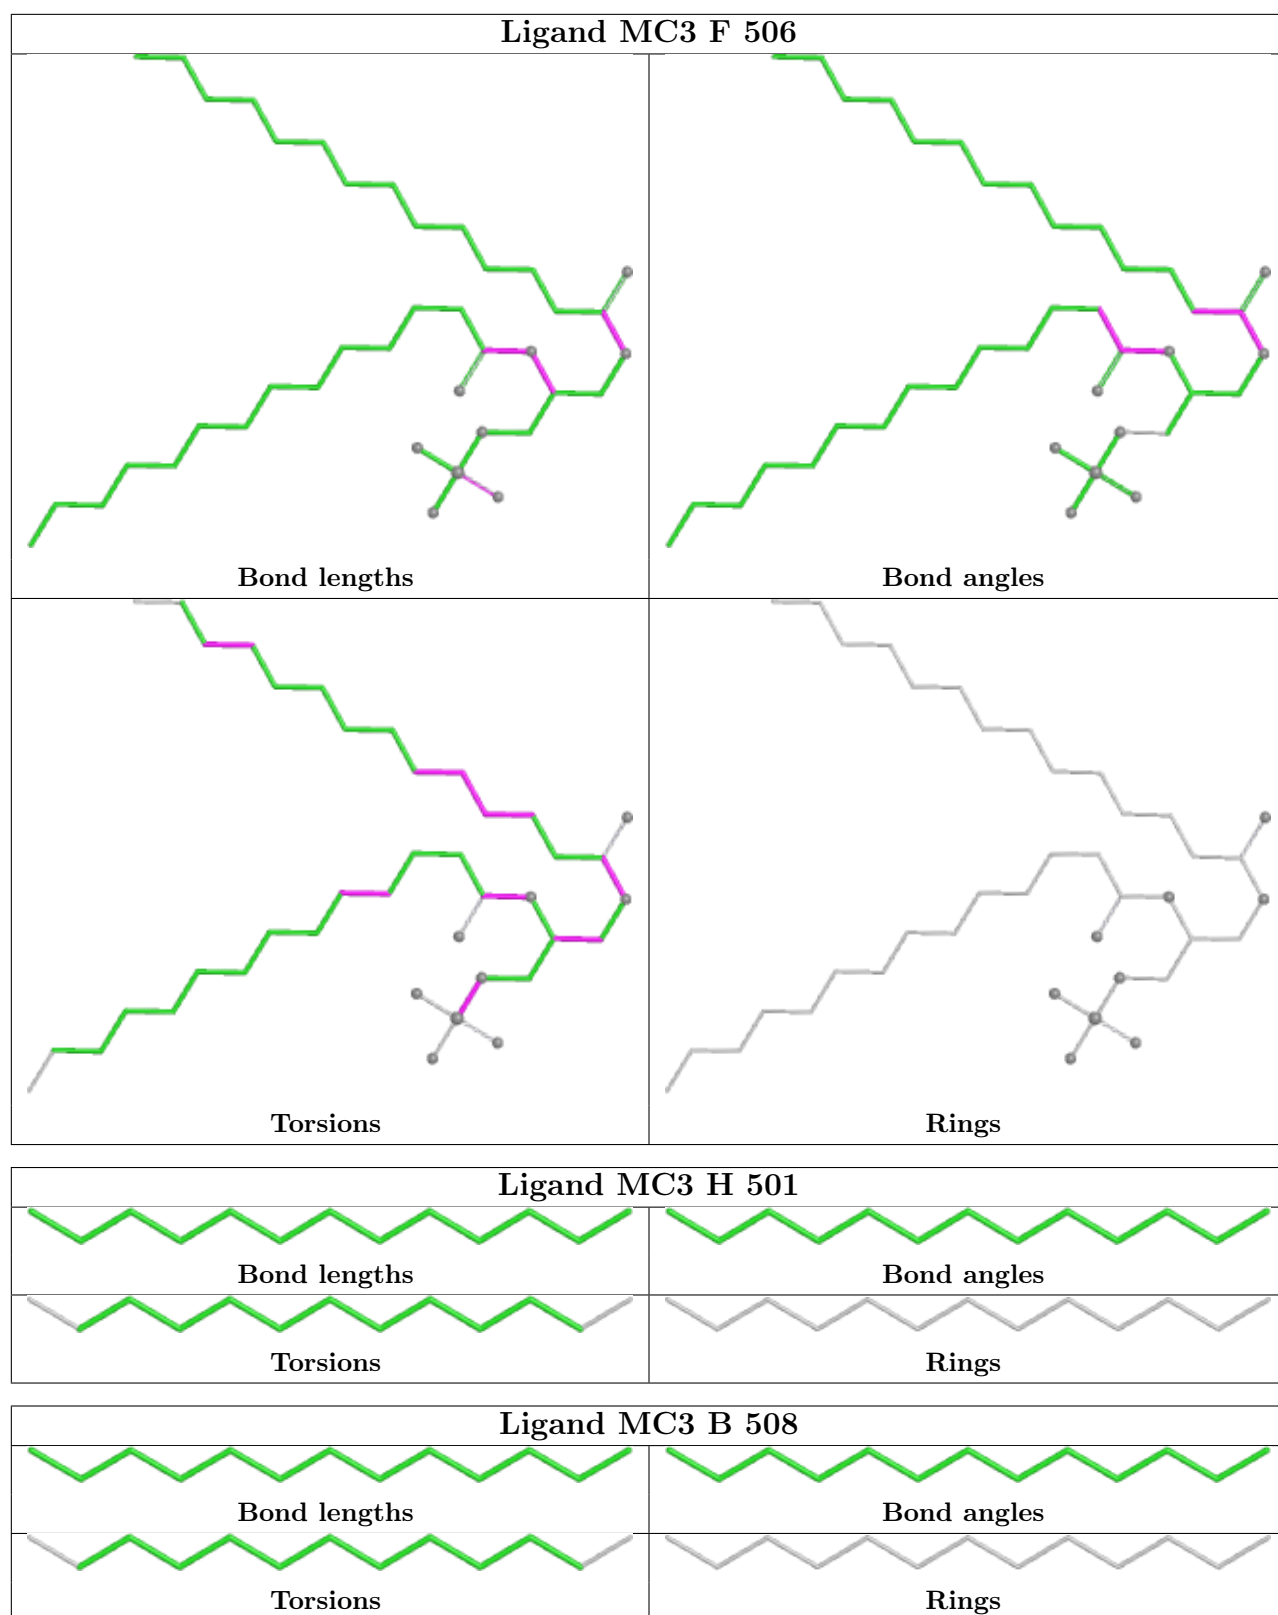 Ligand MC3 F 506
Bond lengths
Bond angles
Torsions
Rings
Ligand MC3 H 501
Bond lengths
Bond angles
Torsions
Rings
Ligand MC3 B 508
Bond lengths
Bond angles
Torsions
Rings